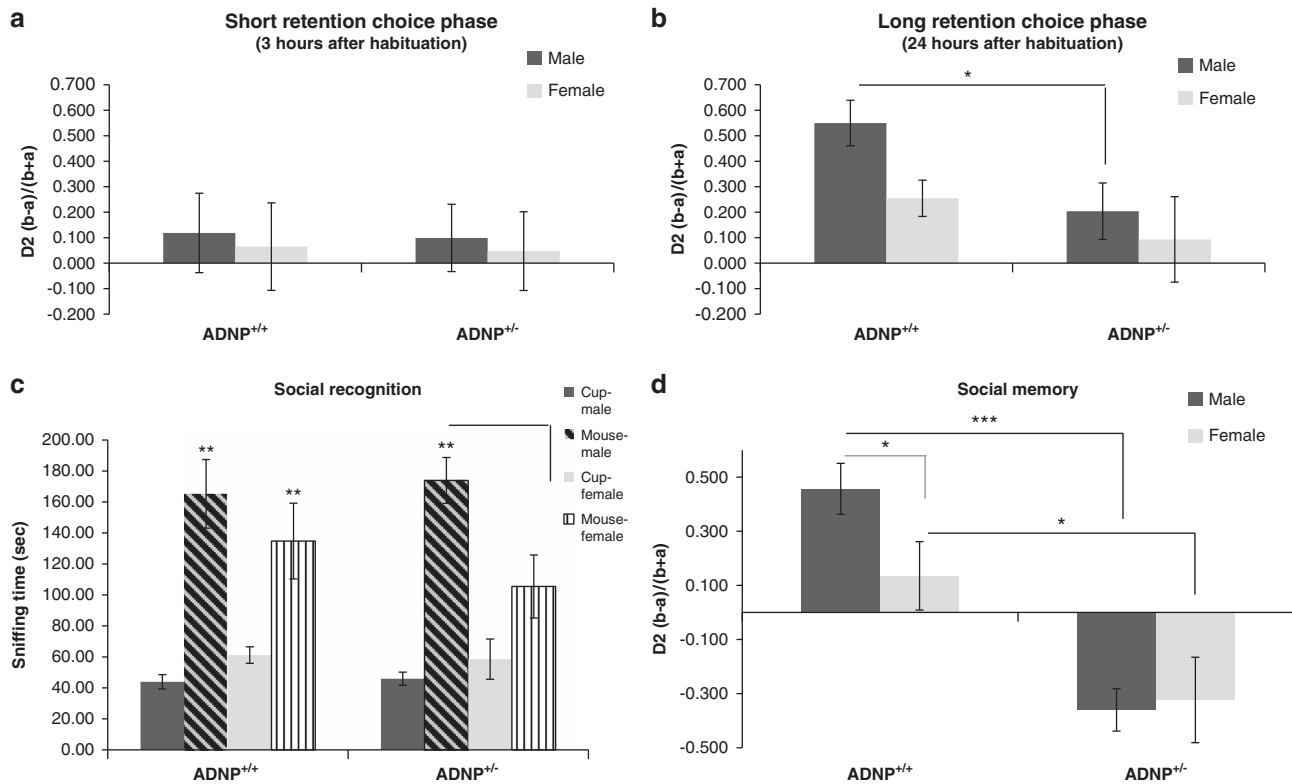 a
Short retention choice phase
(3 hours after habituation)
Male
Female
0.700
0.600
0.500
0.400
0.300
0.200
0.100
0.000
-0.100
-0.200
D2 (b-a)/(b+a)
ADNP+/+
ADNP+/-
b
Long retention choice phase
(24 hours after habituation)
Male
Female
*
0.700
0.600
0.500
0.400
0.300
0.200
0.100
0.000
-0.100
-0.200
D2 (b-a)/(b+a)
ADNP+/+
ADNP+/-
c
Social recognition
Cup-
male
Mouse-
male
Cup-
female
Mouse-
female
200.00
180.00
160.00
140.00
120.00
100.00
80.00
60.00
40.00
20.00
0.00
Sniffing time (sec)
**
**
**
ADNP+/+
ADNP+/-
d
Social memory
Male
Female
***
*
*
0.500
0.300
0.100
-0.100
-0.300
-0.500
D2 (b-a)/(b+a)
ADNP+/+
ADNP+/-